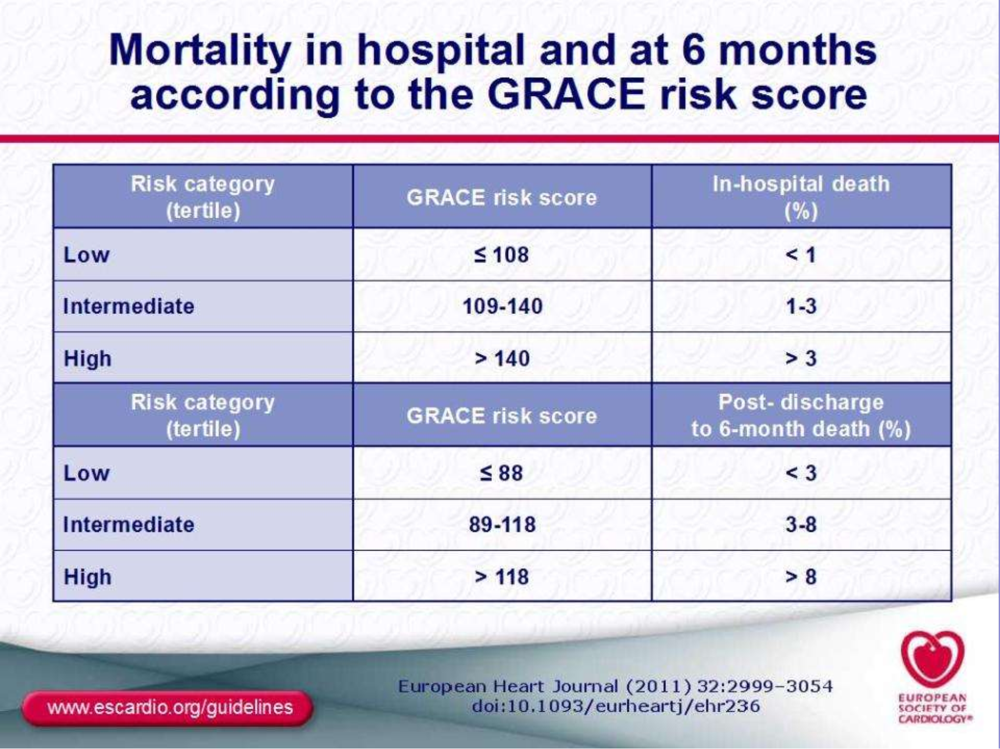 Mortality in hospital and at 6 months
according to the GRACE risk score
Risk category
(tertile)
GRACE risk score
In-hospital death
(%)
Low
≤ 108
< 1
Intermediate
109-140
1-3
High
> 140
> 3
Risk category
(tertile)
GRACE risk score
Post- discharge
to 6-month death (%)
Low
≤ 88
< 3
Intermediate
89-118
3-8
High
> 118
> 8
www.escardio.org/guidelines
European Heart Journal (2011) 32:2999–3054
doi:10.1093/eurheartj/ehr236
EUROPEAN
SOCIETY OF
CARDIOLOGY®